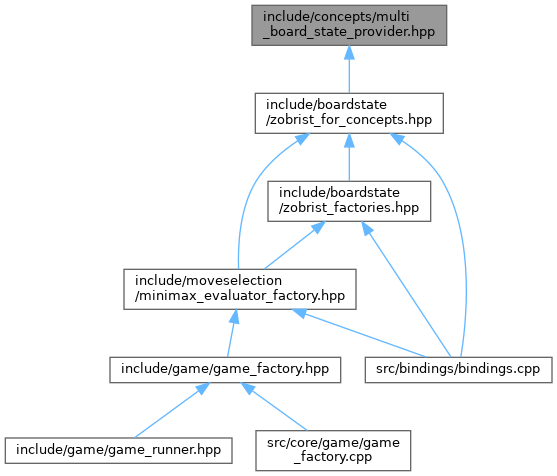 include/concepts/multi
_board_state_provider.hpp
include/boardstate
/zobrist_for_concepts.hpp
include/boardstate
/zobrist_factories.hpp
include/moveselection
/minimax_evaluator_factory.hpp
include/game/game_factory.hpp
src/bindings/bindings.cpp
include/game/game_runner.hpp
src/core/game/game
_factory.cpp